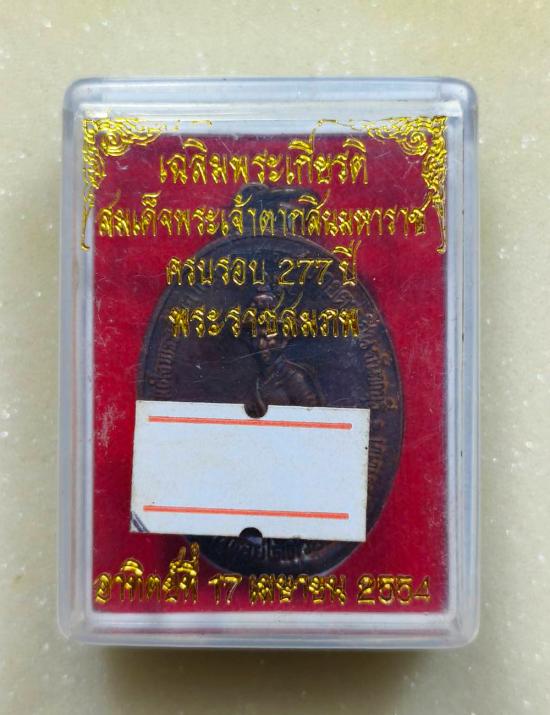 เฉลิมพระเกียรติ
สมเด็จพระเจ้าตากสินมหาราช
ครบรอบ 277 ปี
พระราชสมภพ
อาทิตย์ที่ 17 เมษายน 2554